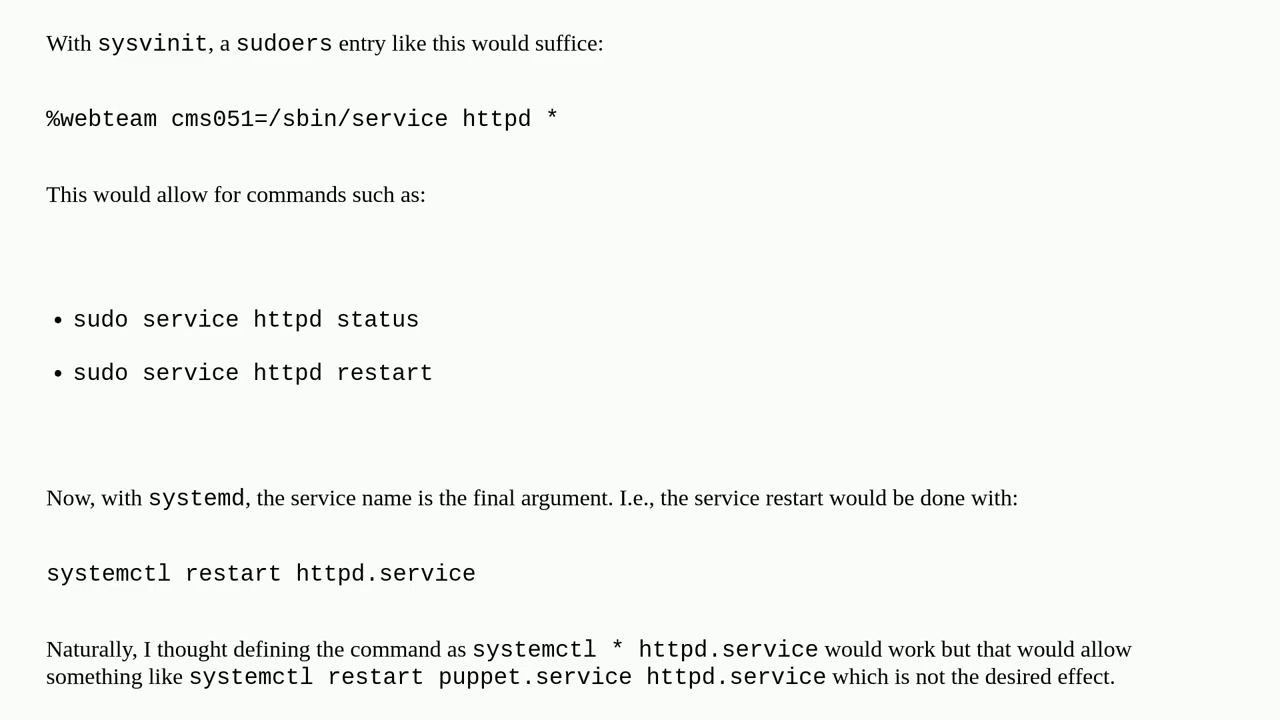 With sysvinit, a sudoers entry like this would suffice:
%webteam cms051=/sbin/service httpd *
This would allow for commands such as:
• sudo service httpd status
• sudo service httpd restart
Now, with systemd, the service name is the final argument. I.e., the service restart would be done with:
systemctl restart httpd.service
Naturally, I thought defining the command as systemctl * httpd.service would work but that would allow
something like systemctl restart puppet.service httpd.service which is not the desired effect.